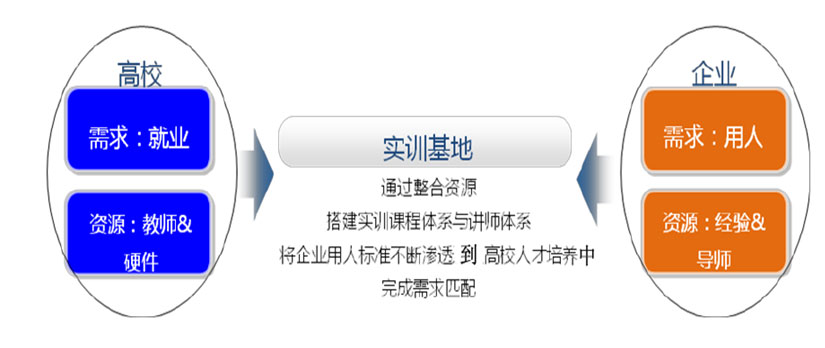 高校
需求：就业
资源：教师&
硬件
实训基地
通过整合资源
搭建实训课程体系与讲师体系
将企业用人标准不断渗透 到 高校人才培养中
完成需求匹配
企业
需求：用人
资源：经验&
导师